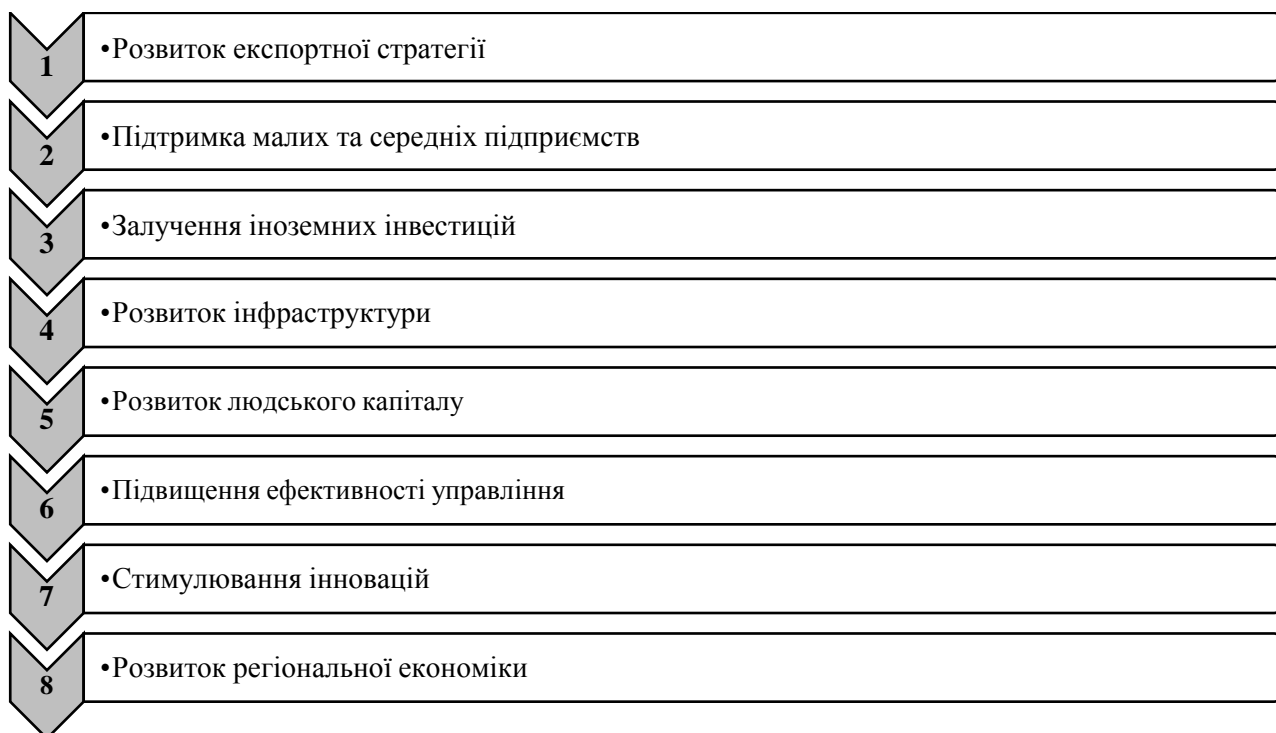 1
•Розвиток експортної стратегії
2
•Підтримка малих та середніх підприємств
3
•Залучення іноземних інвестицій
4
•Розвиток інфраструктури
5
•Розвиток людського капіталу
6
•Підвищення ефективності управління
7
•Стимулювання інновацій
8
•Розвиток регіональної економіки